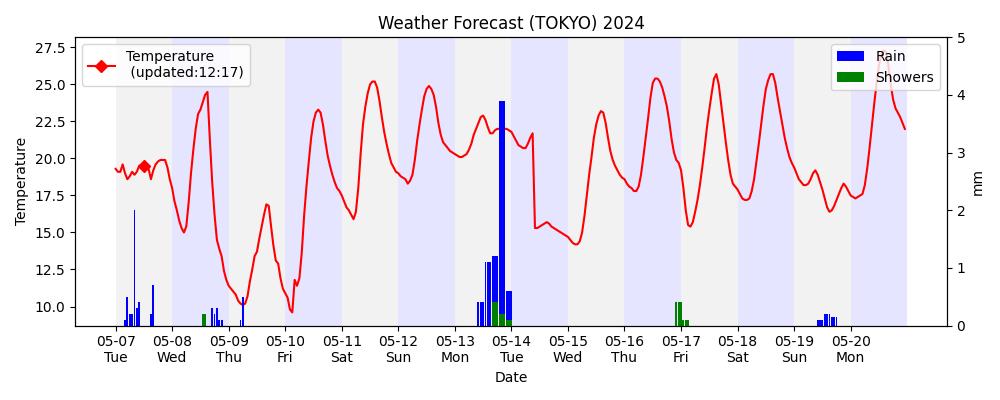 Weather Forecast (TOKYO) 2024
Temperature
(updated:12:17)
Rain
Showers
27.5
25.0
22.5
20.0
17.5
15.0
12.5
10.0
Temperature
5
4
3
2
1
0
mm
05-07 05-08 05-09 05-10 05-11 05-12 05-13 05-14 05-15 05-16 05-17 05-18 05-19 05-20
Tue Wed Thu Fri Sat Sun Mon Tue Wed Thu Fri Sat Sun Mon
Date